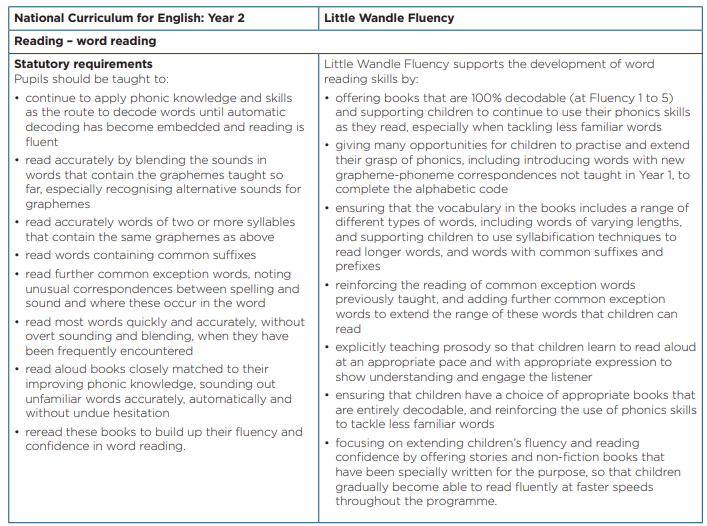 National Curriculum for English: Year 2
Little Wandle Fluency
Reading – word reading
Statutory requirements
Pupils should be taught to:
• continue to apply phonic knowledge and skills
as the route to decode words until automatic
decoding has become embedded and reading is
fluent
• read accurately by blending the sounds in
words that contain the graphemes taught so
far, especially recognising alternative sounds for
graphemes
• read accurately words of two or more syllables
that contain the same graphemes as above
• read words containing common suffixes
• read further common exception words, noting
unusual correspondences between spelling and
sound and where these occur in the word
• read most words quickly and accurately, without
overt sounding and blending, when they have
been frequently encountered
• read aloud books closely matched to their
improving phonic knowledge, sounding out
unfamiliar words accurately, automatically and
without undue hesitation
• reread these books to build up their fluency and
confidence in word reading.
Little Wandle Fluency supports the development of word
reading skills by:
• offering books that are 100% decodable (at Fluency 1 to 5)
and supporting children to continue to use their phonics skills
as they read, especially when tackling less familiar words
• giving many opportunities for children to practise and extend
their grasp of phonics, including introducing words with new
grapheme-phoneme correspondences not taught in Year 1, to
complete the alphabetic code
• ensuring that the vocabulary in the books includes a range of
different types of words, including words of varying lengths,
and supporting children to use syllabification techniques to
read longer words, and words with common suffixes and
prefixes
• reinforcing the reading of common exception words
previously taught, and adding further common exception
words to extend the range of these words that children can
read
• explicitly teaching prosody so that children learn to read aloud
at an appropriate pace and with appropriate expression to
show understanding and engage the listener
• ensuring that children have a choice of appropriate books that
are entirely decodable, and reinforcing the use of phonics skills
to tackle less familiar words
• focusing on extending children's fluency and reading
confidence by offering stories and non-fiction books that
have been specially written for the purpose, so that children
gradually become able to read fluently at faster speeds
throughout the programme.